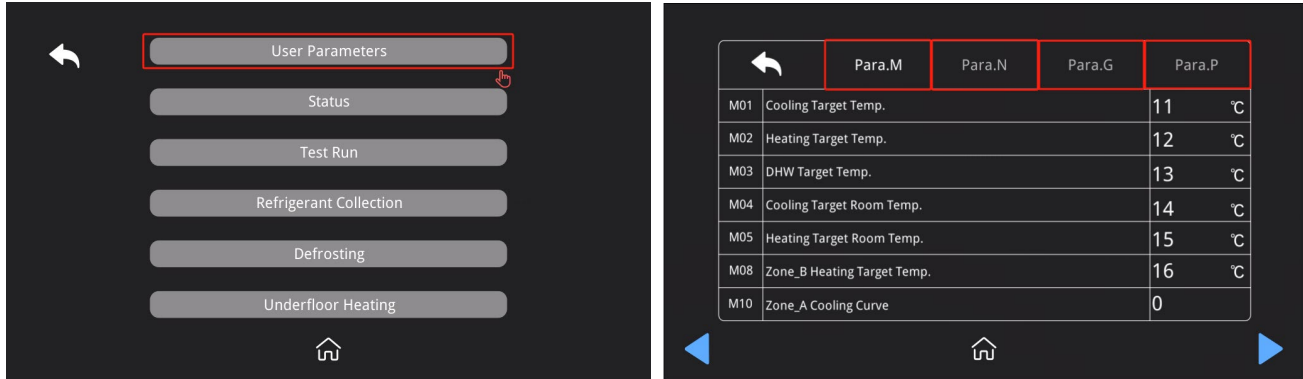 User Parameters
Status
Test Run
Refrigerant Collection
Defrosting
Underfloor Heating
Para.M Para.N Para.G Para.P
M01 Cooling Target Temp. 11 ℃
M02 Heating Target Temp. 12 ℃
M03 DHW Target Temp. 13 ℃
M04 Cooling Target Room Temp. 14 ℃
M05 Heating Target Room Temp. 15 ℃
M08 Zone_B Heating Target Temp. 16 ℃
M10 Zone_A Cooling Curve 0